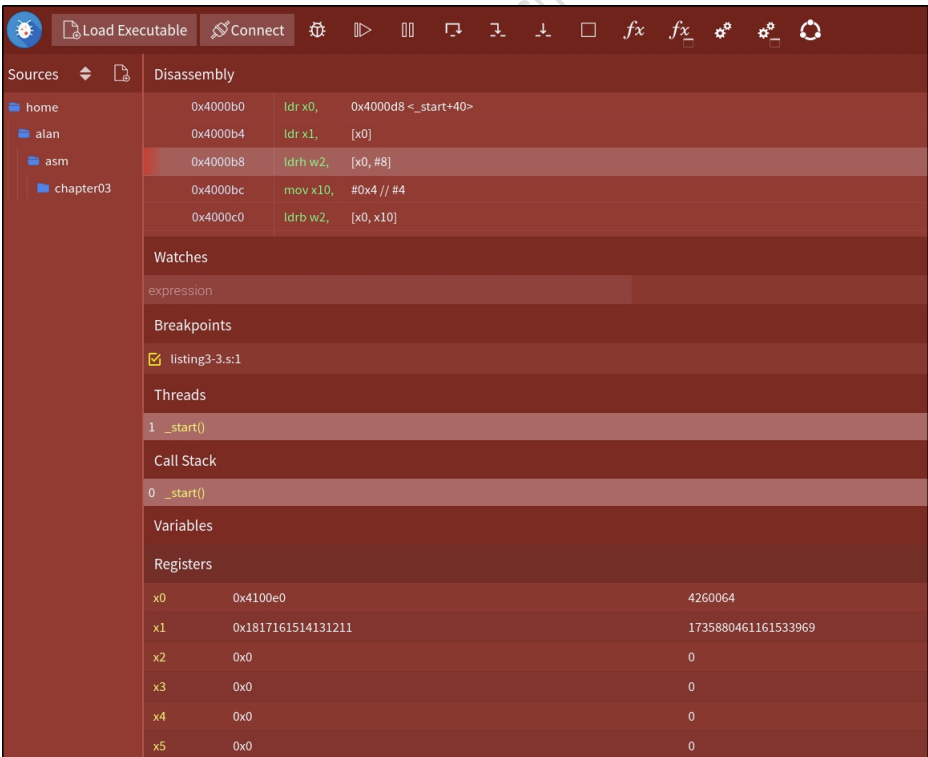 Load Executable Connect fx fx
Sources Disassembly
home
alan
asm
chapter03
0x4000b0 ldr x0, 0x4000d8 <_start+40>
0x4000b4 ldr x1, [x0]
0x4000b8 ldrh w2, [x0, #8]
0x4000bc mov x10, #0x4 // #4
0x4000c0 ldrb w2, [x0, x10]
Watches
expression
Breakpoints
listing3-3.s:1
Threads
1 _start()
Call Stack
0 _start()
Variables
Registers
x0 0x4100e0 4260064
x1 0x1817161514131211 1735880461161533969
x2 0x0 0
x3 0x0 0
x4 0x0 0
x5 0x0 0